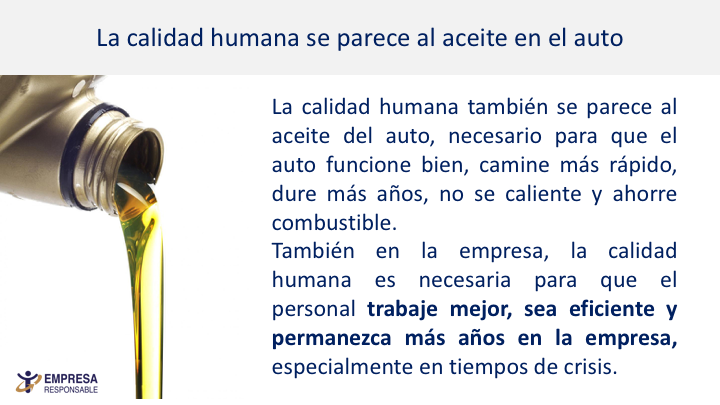 La calidad humana se parece al aceite en el auto
La calidad humana también se parece al
aceite del auto, necesario para que el
auto funcione bien, camine más rápido,
dure más años, no se caliente y ahorre
combustible.
También en la empresa, la calidad
humana es necesaria para que el
personal trabaje mejor, sea eficiente y
permanezca más años en la empresa,
especialmente en tiempos de crisis.
EMPRESA
RESPONSABLE